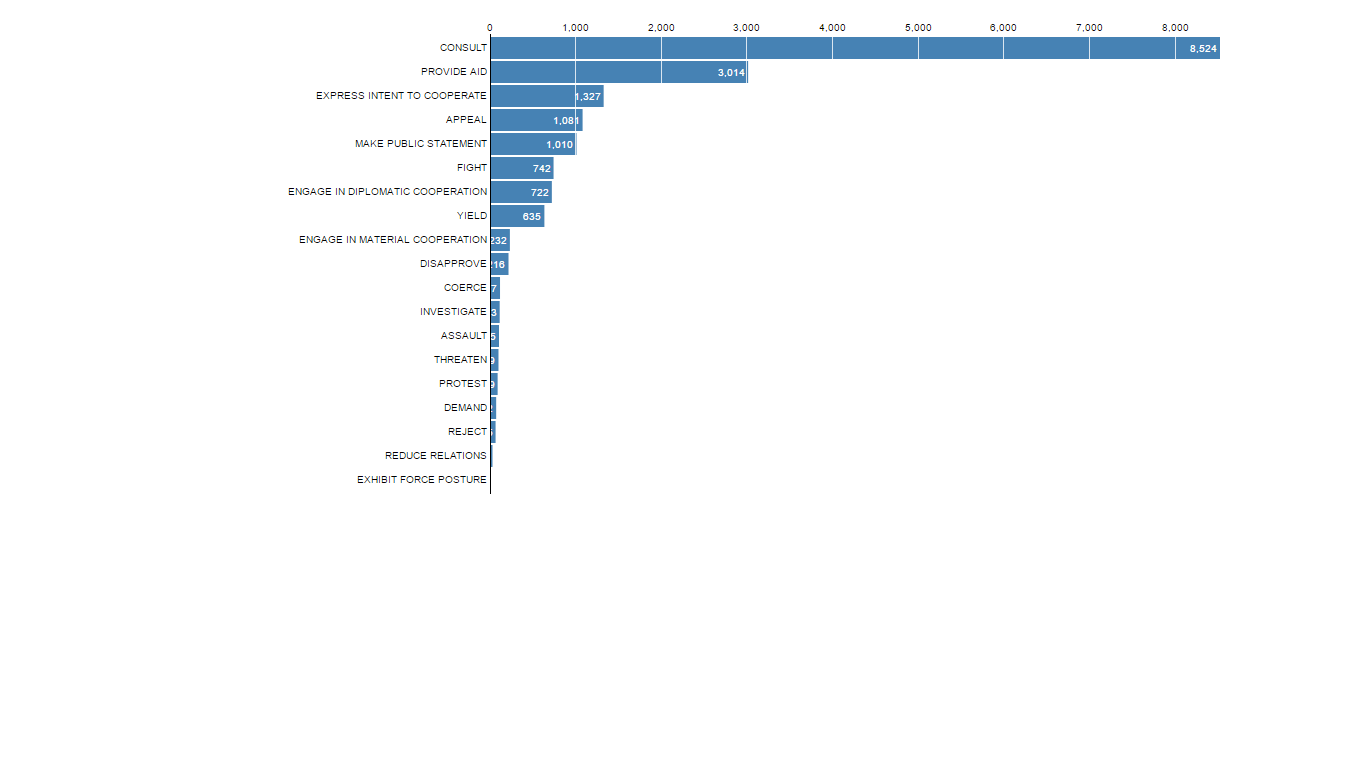 0 1,000 2,000 3,000 4,000 5,000 6,000 7,000 8,000
CONSULT 8,524
PROVIDE AID 3,014
EXPRESS INTENT TO COOPERATE 1,327
APPEAL 1,081
MAKE PUBLIC STATEMENT 1,010
FIGHT 742
ENGAGE IN DIPLOMATIC COOPERATION 722
YIELD 635
ENGAGE IN MATERIAL COOPERATION 232
DISAPPROVE
COERCE
INVESTIGATE
ASSAULT
THREATEN
PROTEST
DEMAND
REJECT
REDUCE RELATIONS
EXHIBIT FORCE POSTURE